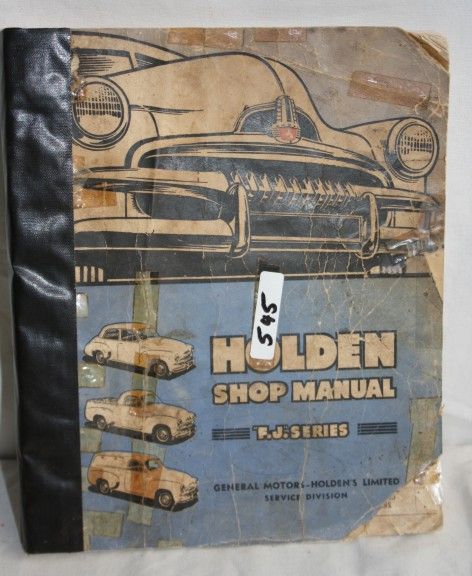 545
HOLDEN
SHOP MANUAL
"F.J." SERIES
GENERAL MOTORS-HOLDEN'S LIMITED
SERVICE DIVISION